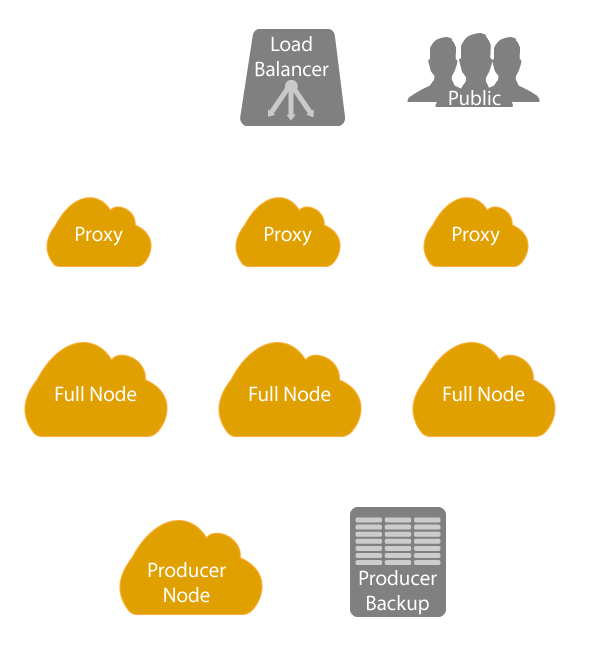 Load
Balancer
Public
Proxy
Proxy
Proxy
Full Node
Full Node
Full Node
Producer
Node
Producer
Backup